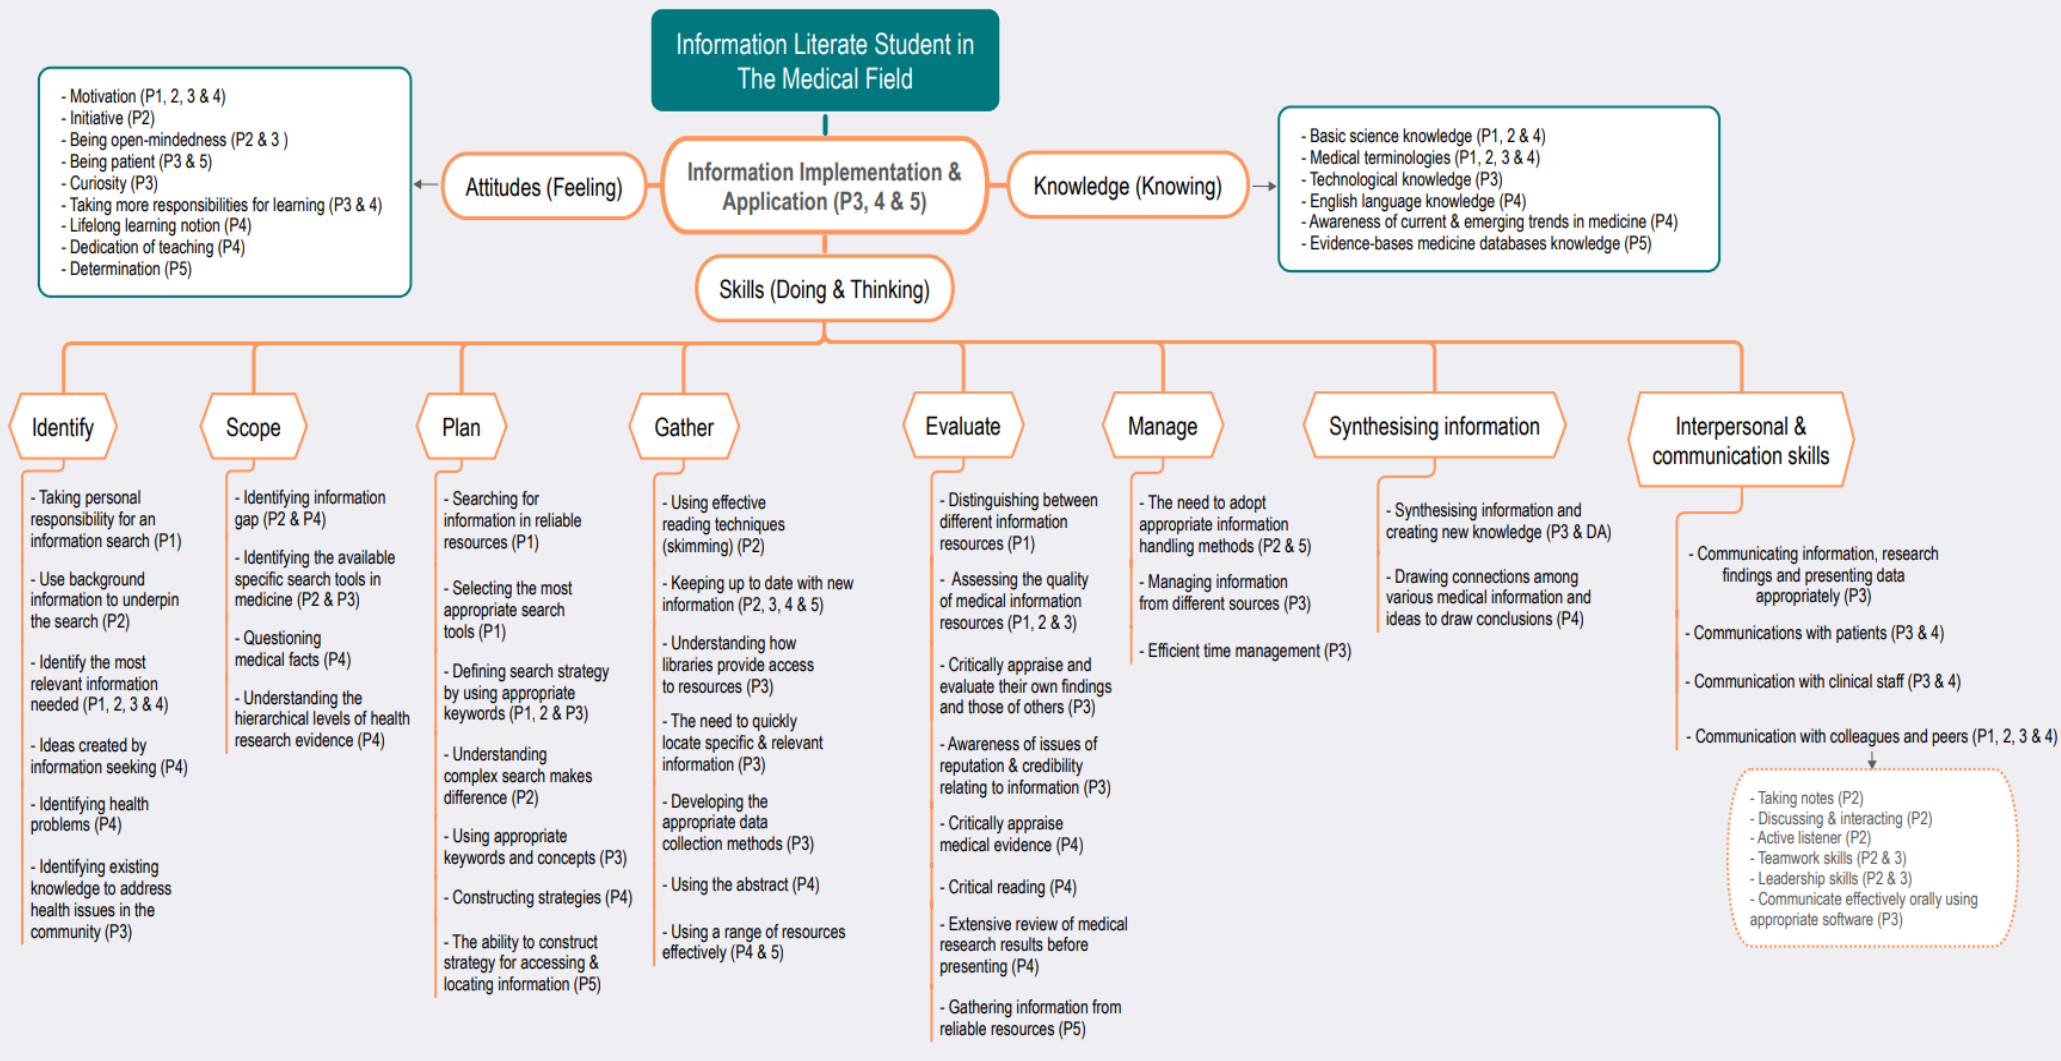 Information Literate Student in
The Medical Field
- Motivation (P1, 2, 3 & 4)
- Initiative (P2)
- Being open-mindedness (P2 & 3 )
- Being patient (P3 & 5)
- Curiosity (P3)
- Taking more responsibilities for learning (P3 & 4)
- Lifelong learning notion (P4)
- Dedication of teaching (P4)
- Determination (P5)
Attitudes (Feeling)
Information Implementation &
Application (P3, 4 & 5)
Knowledge (Knowing)
- Basic science knowledge (P1, 2 & 4)
- Medical terminologies (P1, 2, 3 & 4)
- Technological knowledge (P3)
- English language knowledge (P4)
- Awareness of current & emerging trends in medicine (P4)
- Evidence-bases medicine databases knowledge (P5)
Skills (Doing & Thinking)
Identify
- Taking personal
responsibility for an
information search (P1)
- Use background
information to underpin
the search (P2)
- Identify the most
relevant information
needed (P1, 2, 3 & 4)
- Ideas created by
information seeking (P4)
- Identifying health
problems (P4)
- Identifying existing
knowledge to address
health issues in the
community (P3)
Scope
- Identifying information
gap (P2 & P4)
- Identifying the available
specific search tools in
medicine (P2 & P3)
- Questioning
medical facts (P4)
- Understanding the
hierarchical levels of health
research evidence (P4)
Plan
- Searching for
information in reliable
resources (P1)
- Selecting the most
appropriate search
tools (P1)
- Defining search strategy
by using appropriate
keywords (P1, 2 & P3)
- Understanding
complex search makes
difference (P2)
- Using appropriate
keywords and concepts (P3)
- Constructing strategies (P4)
- The ability to construct
strategy for accessing &
locating information (P5)
Gather
- Using effective
reading techniques
(skimming) (P2)
- Keeping up to date with new
information (P2, 3, 4 & 5)
- Understanding how
libraries provide access
to resources (P3)
- The need to quickly
locate specific & relevant
information (P3)
- Developing the
appropriate data
collection methods (P3)
- Using the abstract (P4)
- Using a range of resources
effectively (P4 & 5)
Evaluate
- Distinguishing between
different information
resources (P1)
- Assessing the quality
of medical information
resources (P1, 2 & 3)
- Critically appraise and
evaluate their own findings
and those of others (P3)
- Awareness of issues of
reputation & credibility
relating to information (P3)
- Critically appraise
medical evidence (P4)
- Critical reading (P4)
- Extensive review of medical
research results before
presenting (P4)
- Gathering information from
reliable resources (P5)
Manage
- The need to adopt
appropriate information
handling methods (P2 & 5)
- Managing information
from different sources (P3)
- Efficient time management (P3)
Synthesising information
- Synthesising information and
creating new knowledge (P3 & DA)
- Drawing connections among
various medical information and
ideas to draw conclusions (P4)
Interpersonal &
communication skills
- Communicating information, research
findings and presenting data
appropriately (P3)
- Communications with patients (P3 & 4)
- Communication with clinical staff (P3 & 4)
- Communication with colleagues and peers (P1, 2, 3 & 4)
- Taking notes (P2)
- Discussing & interacting (P2)
- Active listener (P2)
- Teamwork skills (P2 & 3)
- Leadership skills (P2 & 3)
- Communicate effectively orally using
appropriate software (P3)